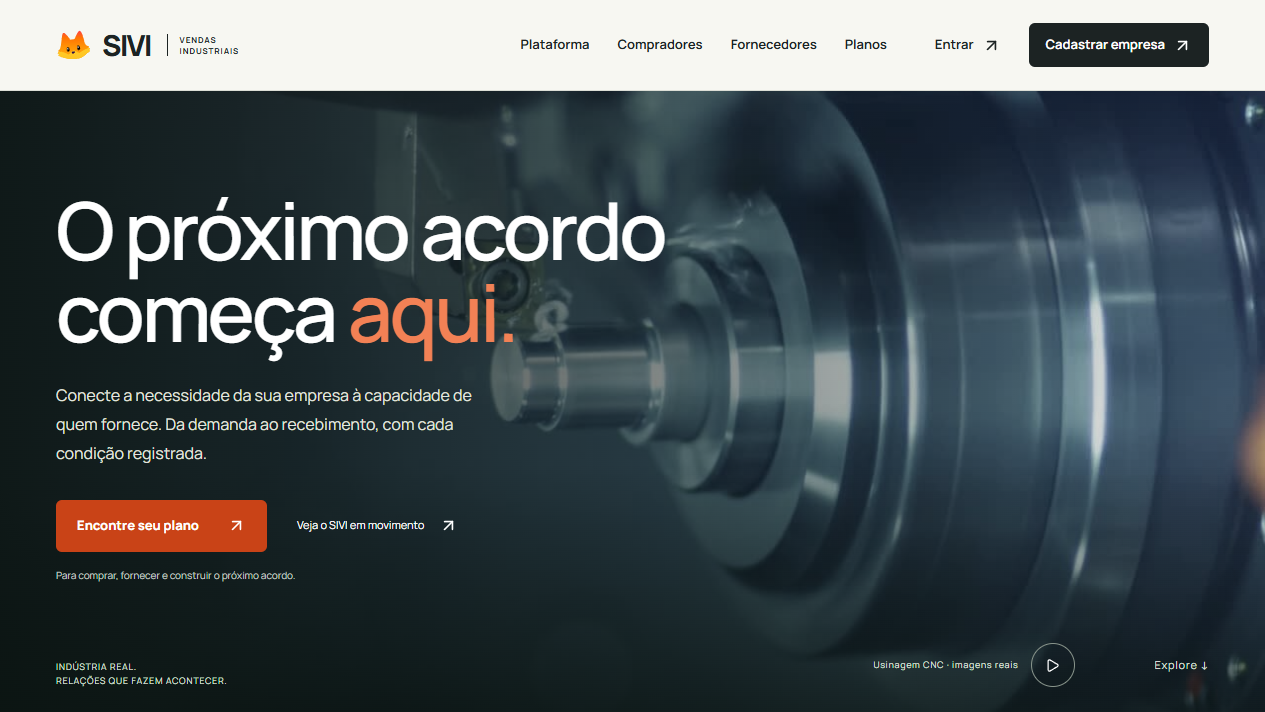 SIVI
VENDAS
INDUSTRIAIS
Plataforma
Compradores
Fornecedores
Planos
Entrar
Cadastrar empresa
O próximo acordo
começa aqui.
Conecte a necessidade da sua empresa à capacidade de
quem fornece. Da demanda ao recebimento, com cada
condição registrada.
Encontre seu plano
Veja o SIVI em movimento
Para comprar, fornecer e construir o próximo acordo.
INDÚSTRIA REAL.
RELAÇÕES QUE FAZEM ACONTECER.
Usinagem CNC · imagens reais
Explore ↓